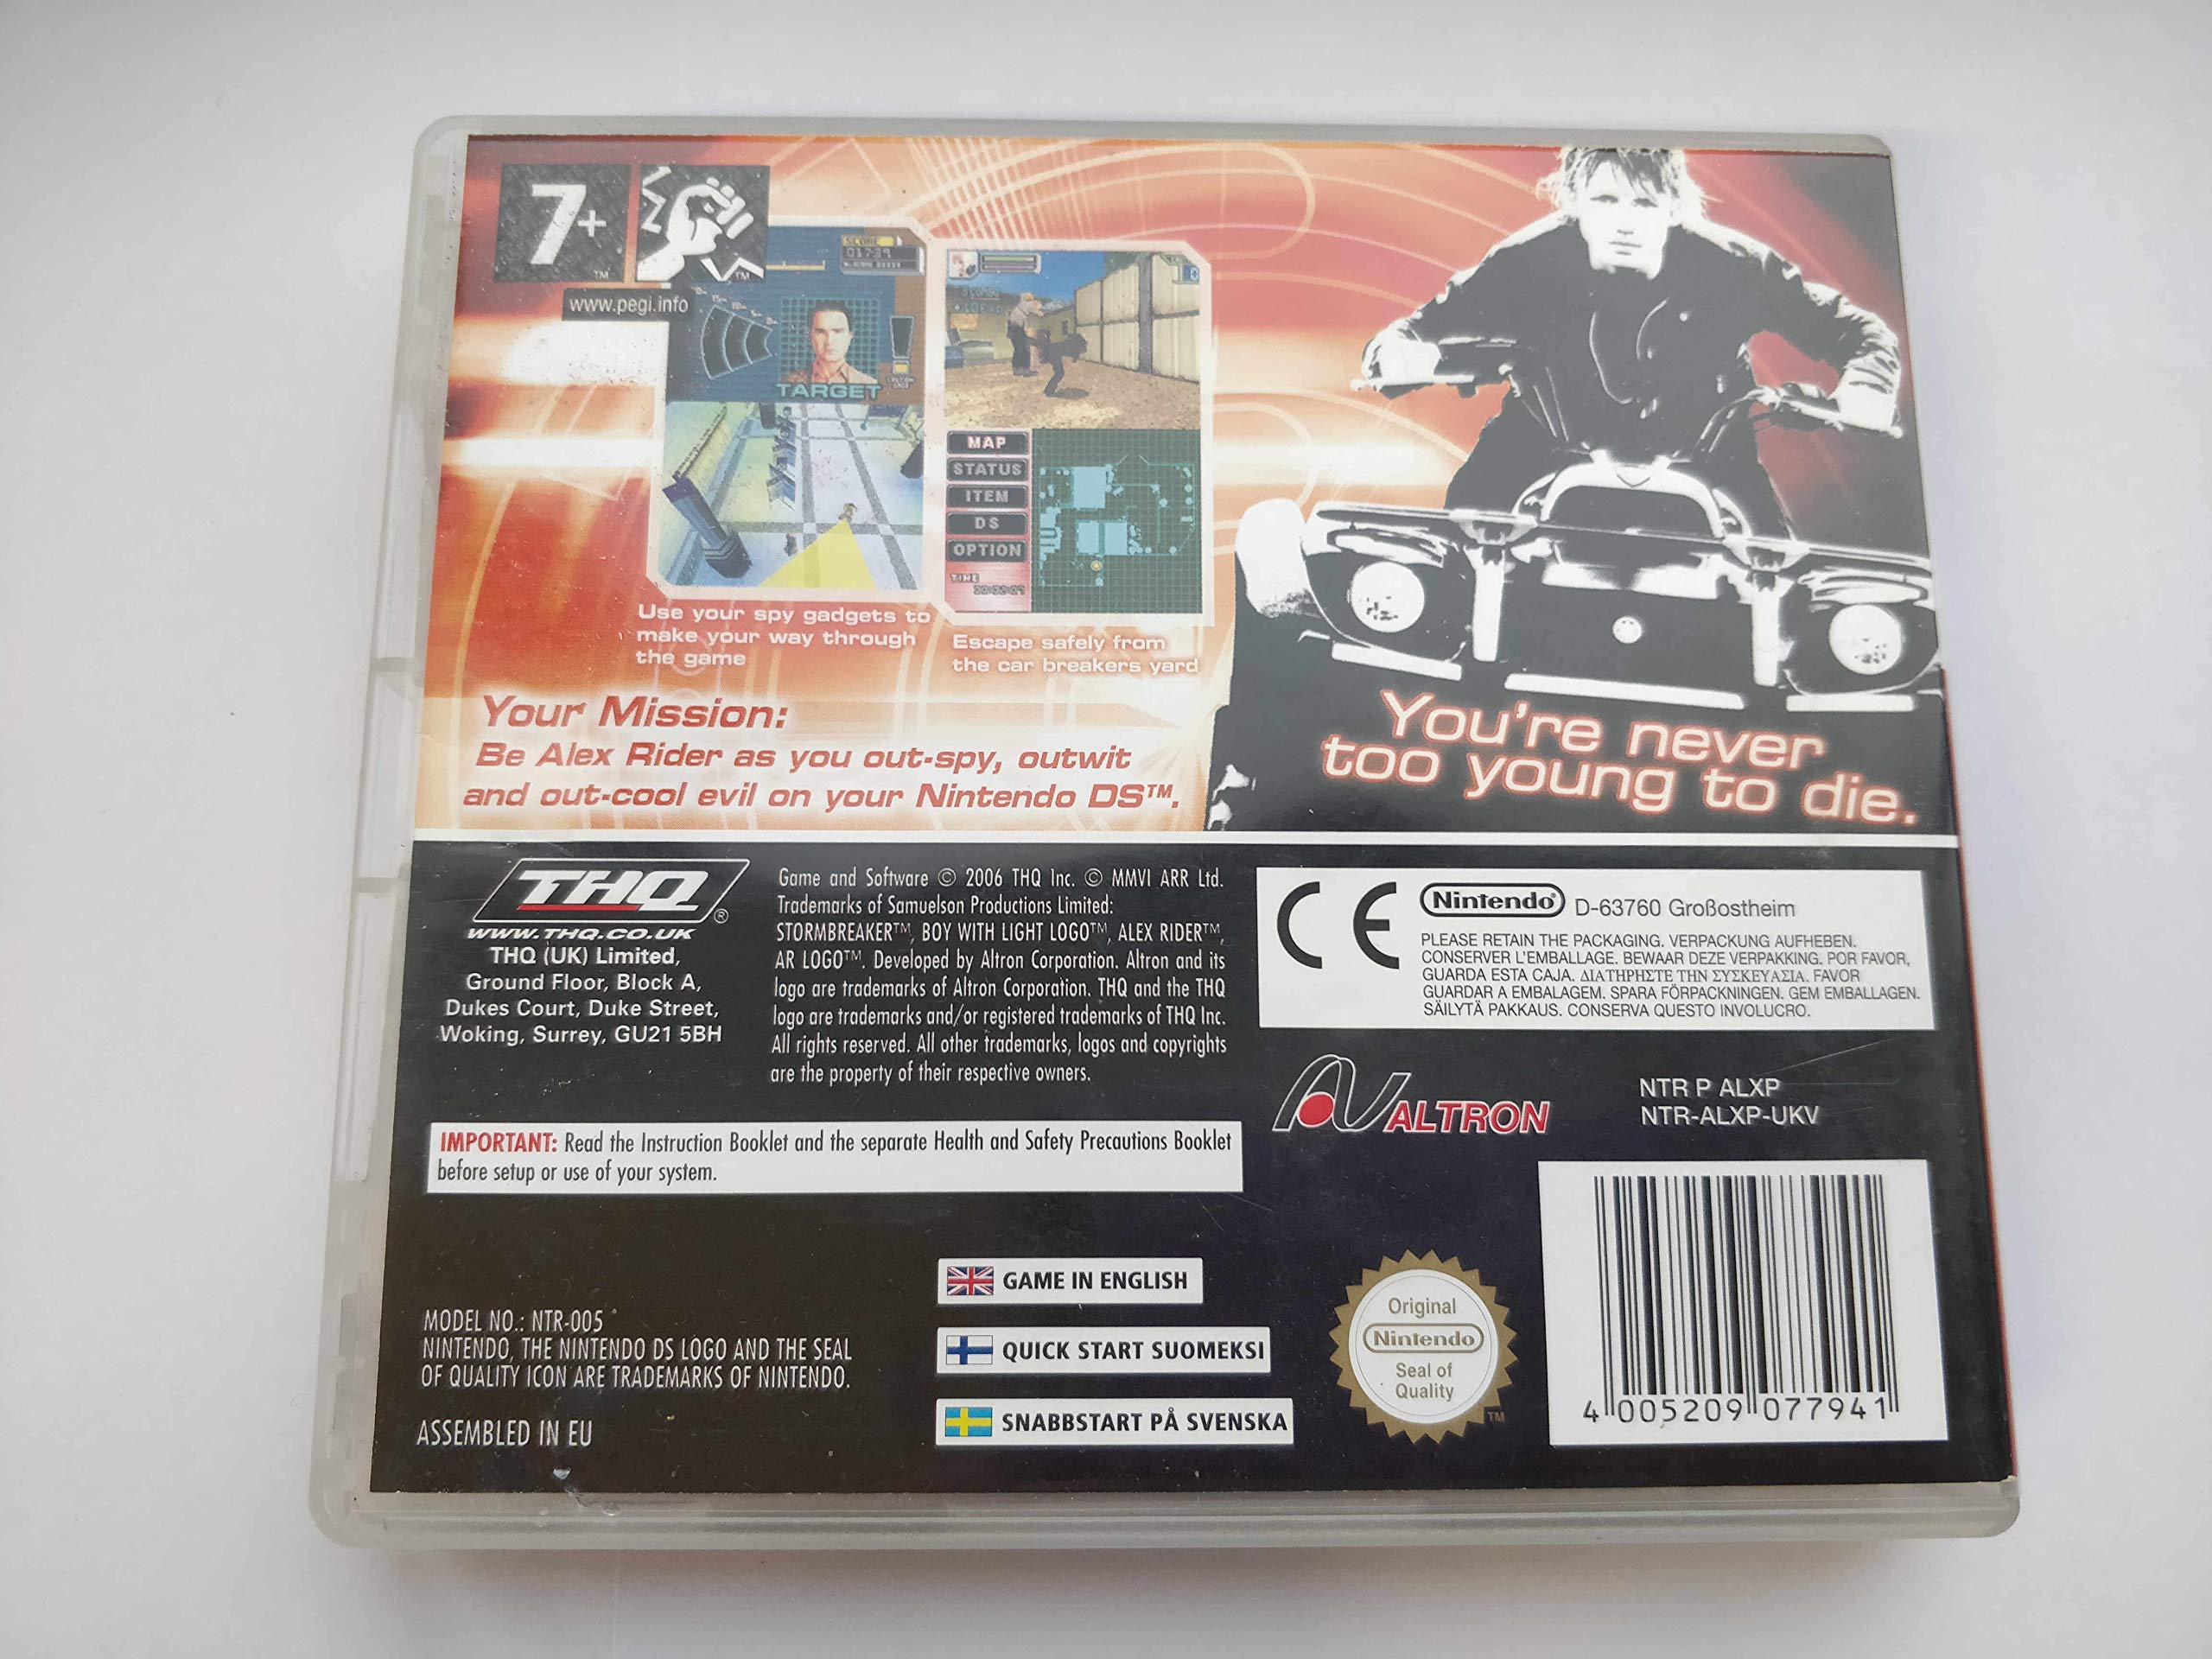 7+
TM
TM
www.pegi.info
SCORE
TARGET
MAP
STATUS
ITEM
DS
OPTION
TIME
Use your spy gadgets to
make your way through
the game
Escape safely from
the car breakers yard
Your Mission:
Be Alex Rider as you out-spy, outwit
and out-cool evil on your Nintendo DS™.
You're never
too young to die.
THQ®
WWW.THQ.CO.UK
THQ (UK) Limited,
Ground Floor, Block A,
Dukes Court, Duke Street,
Woking, Surrey, GU21 5BH
Game and Software © 2006 THQ Inc. © MMVI ARR Ltd.
Trademarks of Samuelson Productions Limited:
STORMBREAKER™, BOY WITH LIGHT LOGO™, ALEX RIDER™,
AR LOGO™. Developed by Altron Corporation. Altron and its
logo are trademarks of Altron Corporation. THQ and the THQ
logo are trademarks and/or registered trademarks of THQ Inc.
All rights reserved. All other trademarks, logos and copyrights
are the property of their respective owners.
CE
Nintendo® D-63760 Großostheim
PLEASE RETAIN THE PACKAGING. VERPACKUNG AUFHEBEN.
CONSERVER L'EMBALLAGE. BEWAAR DEZE VERPAKKING. POR FAVOR,
GUARDA ESTA CAJA. ΔΙΑΤΗΡΗΣΤΕ ΤΗΝ ΣΥΣΚΕΥΑΣΙΑ. FAVOR
GUARDAR A EMBALAGEM. SPARA FÖRPACKNINGEN. GEM EMBALLAGEN.
SÄILYTÄ PAKKAUS. CONSERVA QUESTO INVOLUCRO.
ALTRON
NTR P ALXP
NTR-ALXP-UKV
IMPORTANT: Read the Instruction Booklet and the separate Health and Safety Precautions Booklet
before setup or use of your system.
GAME IN ENGLISH
QUICK START SUOMEKSI
SNABBSTART PÅ SVENSKA
MODEL NO.: NTR-005
NINTENDO, THE NINTENDO DS LOGO AND THE SEAL
OF QUALITY ICON ARE TRADEMARKS OF NINTENDO.
ASSEMBLED IN EU
Original
Nintendo
Seal of
Quality
TM
4 005209 077941